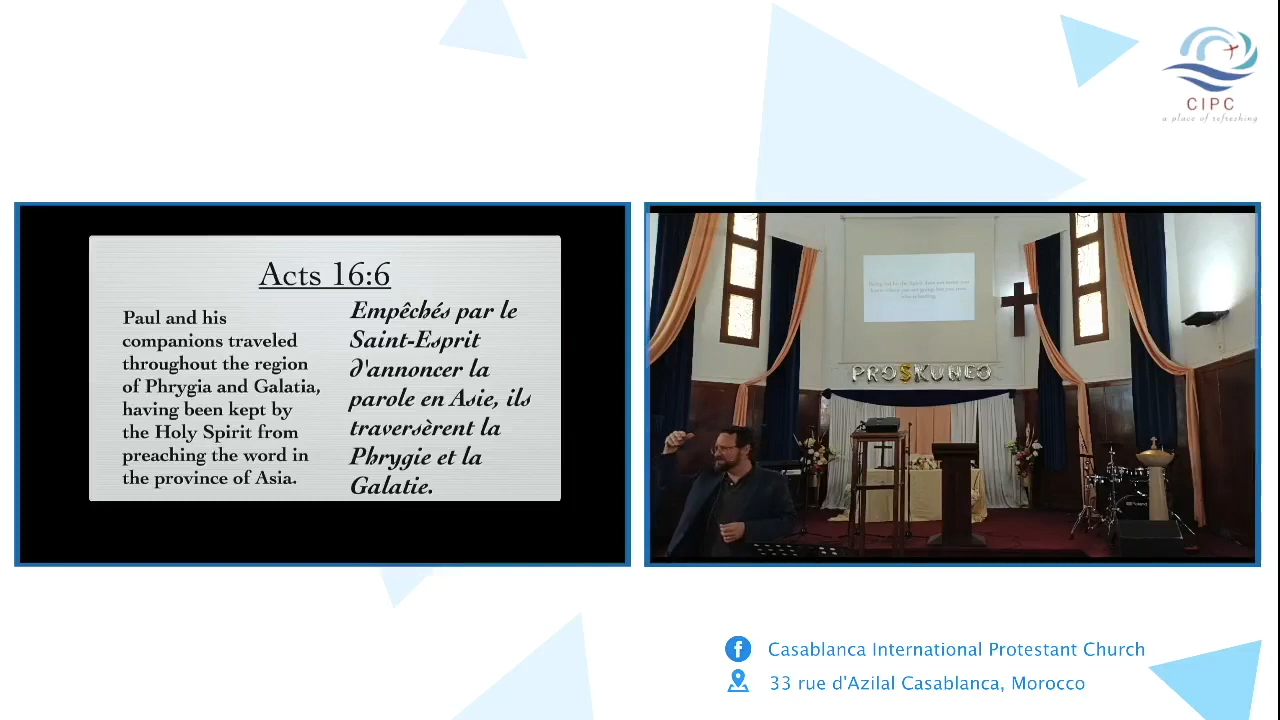 CIPC
a place of refreshing
Acts 16:6
Paul and his
companions traveled
throughout the region
of Phrygia and Galatia,
having been kept by
the Holy Spirit from
preaching the word in
the province of Asia.
Empêchés par le
Saint-Esprit
d'annoncer la
parole en Asie, ils
traversèrent la
Phrygie et la
Galatie.
PROSKUNEO
Roland
Casablanca International Protestant Church
33 rue d'Azilal Casablanca, Morocco